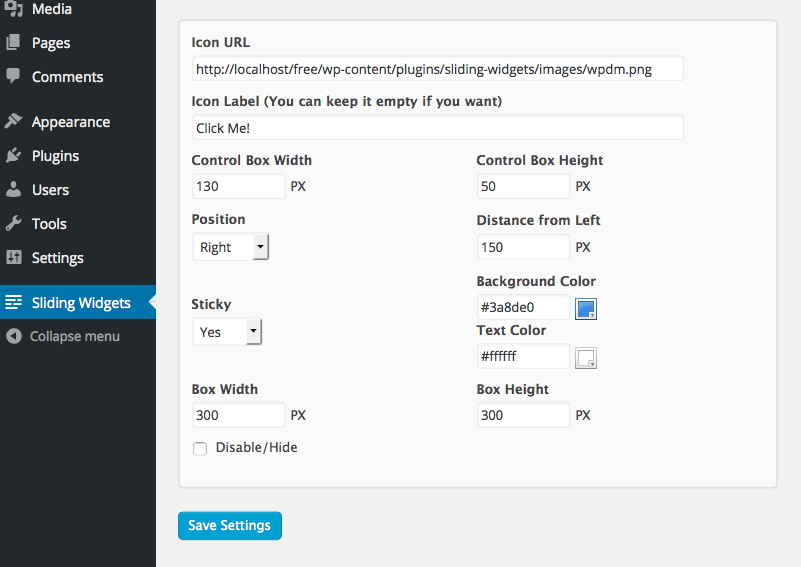 Media
Pages
Comments
Appearance
Plugins
Users
Tools
Settings
Sliding Widgets
Collapse menu
Icon URL
http://localhost/free/wp-content/plugins/sliding-widgets/images/wpdm.png
Icon Label (You can keep it empty if you want)
Click Me!
Control Box Width Control Box Height
130 PX 50 PX
Position Distance from Left
Right 150 PX
Background Color
#3a8de0
Sticky
Yes
Text Color
#ffffff
Box Width Box Height
300 PX 300 PX
Disable/Hide
Save Settings